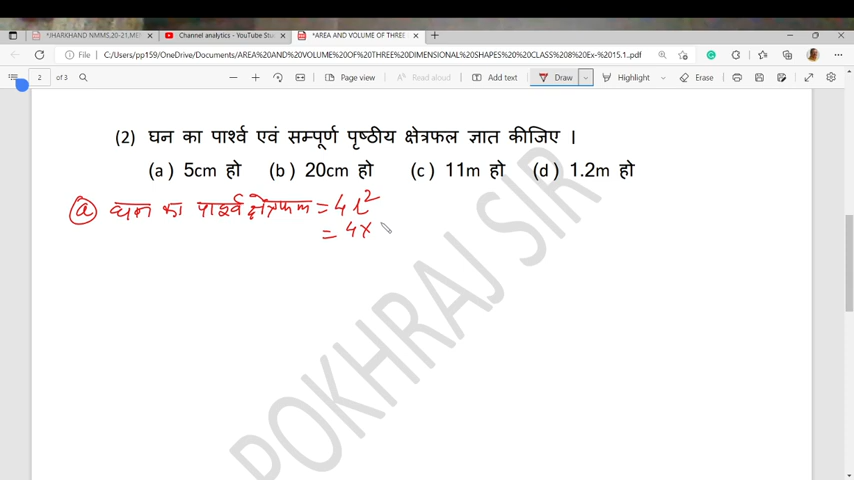 *JHARKHAND NMMS,20-21,MEN
Channel analytics - YouTube Stu
*AREA AND VOLUME OF THREE
File
C:/Users/pp159/OneDrive/Documents/AREA%20AND%20VOLUME%20OF%20THREE%20DIMENSIONAL%20SHAPES%20%20CLASS%208%20Ex-%2015.1..pdf
2 of 3
Page view
Read aloud
Add text
Draw
Highlight
Erase
(2) घन का पार्श्व एवं सम्पूर्ण पृष्ठीय क्षेत्रफल ज्ञात कीजिए ।
(a) 5cm हो (b) 20cm हो (c) 11m हो (d) 1.2m हो
(a) घन का पार्श्व क्षेत्रफल = 4l²
= 4×
POKHRAJ SIR